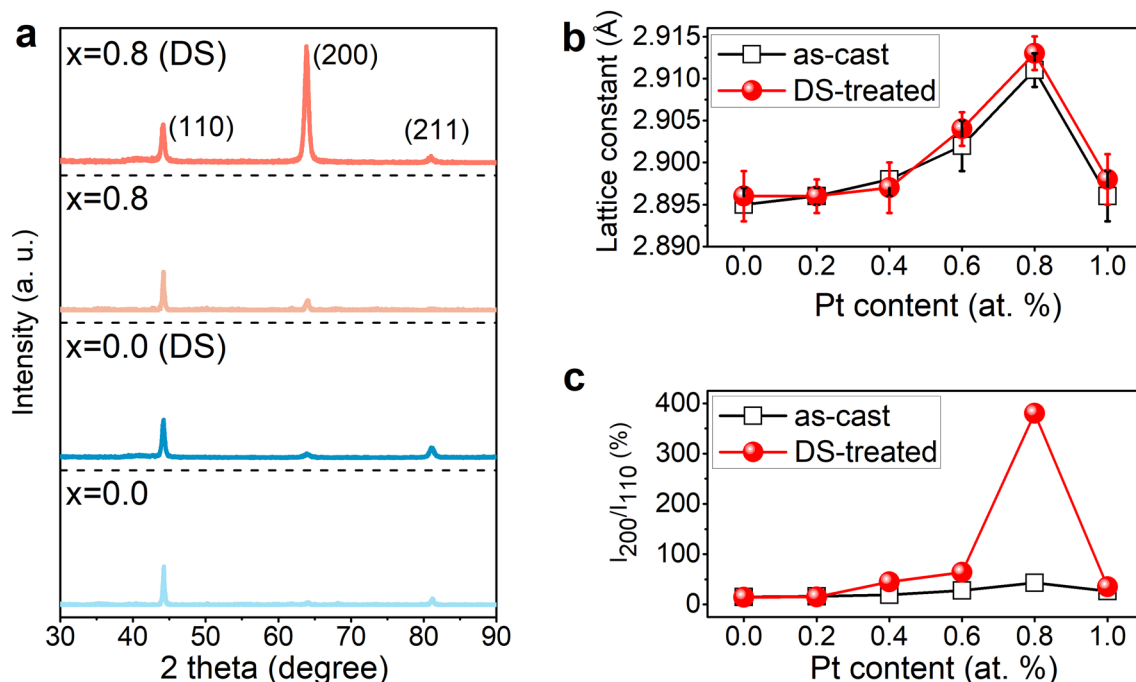 a
x=0.8 (DS)
(200)
(110)
(211)
x=0.8
x=0.0 (DS)
x=0.0
Intensity (a. u.)
30 40 50 60 70 80 90
2 theta (degree)
b
as-cast
DS-treated
Lattice constant (Å)
2.915
2.910
2.905
2.900
2.895
2.890
0.0 0.2 0.4 0.6 0.8 1.0
Pt content (at. %)
c
as-cast
DS-treated
I₂₀₀/I₁₁₀ (%)
400
300
200
100
0
0.0 0.2 0.4 0.6 0.8 1.0
Pt content (at. %)